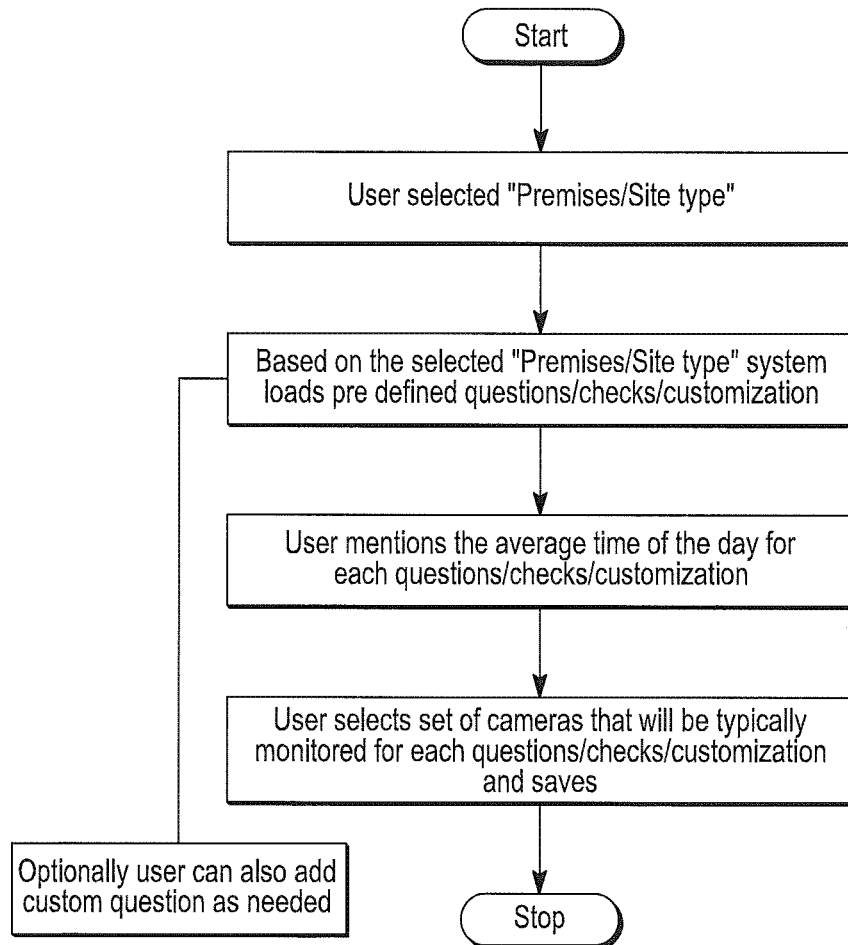 Start
User selected "Premises/Site type"
Based on the selected "Premises/Site type" system
loads pre defined questions/checks/customization
User mentions the average time of the day for
each questions/checks/customization
User selects set of cameras that will be typically
monitored for each questions/checks/customization
and saves
Optionally user can also add
custom question as needed
Stop